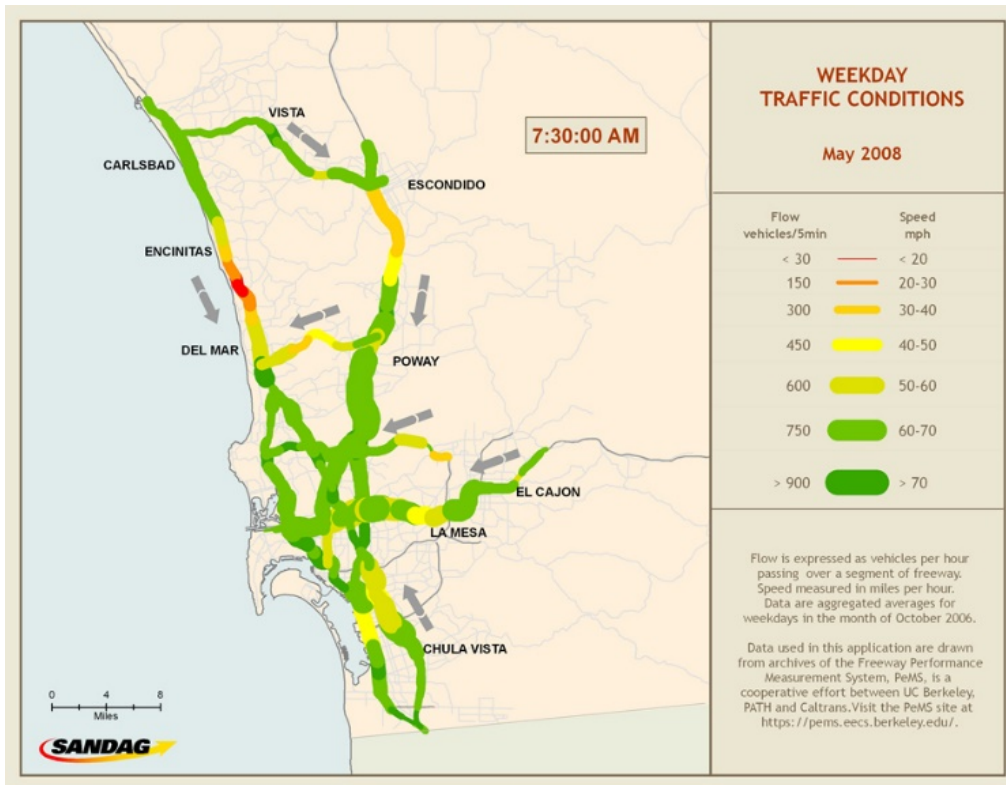 VISTA
7:30:00 AM
CARLSBAD
ESCONDIDO
ENCINITAS
DEL MAR
POWAY
EL CAJON
LA MESA
CHULA VISTA
0 4 8
Miles
SANDAG
WEEKDAY
TRAFFIC CONDITIONS
May 2008
Flow Speed
vehicles/5min mph
< 30 < 20
150 20-30
300 30-40
450 40-50
600 50-60
750 60-70
> 900 > 70
Flow is expressed as vehicles per hour
passing over a segment of freeway.
Speed measured in miles per hour.
Data are aggregated averages for
weekdays in the month of October 2006.
Data used in this application are drawn
from archives of the Freeway Performance
Measurement System, PeMS, is a
cooperative effort between UC Berkeley,
PATH and Caltrans.Visit the PeMS site at
https://pems.eecs.berkeley.edu/.